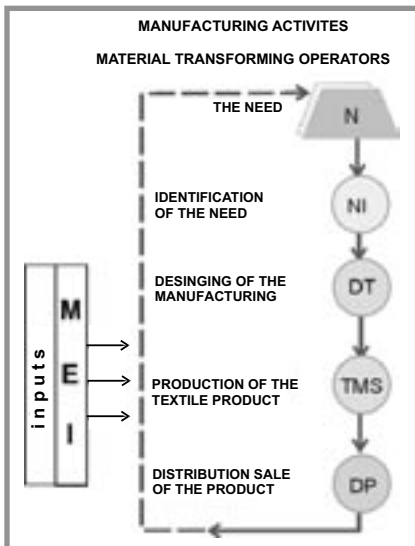 MANUFACTURING ACTIVITES
MATERIAL TRANSFORMING OPERATORS
THE NEED
N
IDENTIFICATION
OF THE NEED
NI
DESINGING OF THE
MANUFACTURING
DT
inputs
M
E
I
PRODUCTION OF THE
TEXTILE PRODUCT
TMS
DISTRIBUTION SALE
OF THE PRODUCT
DP